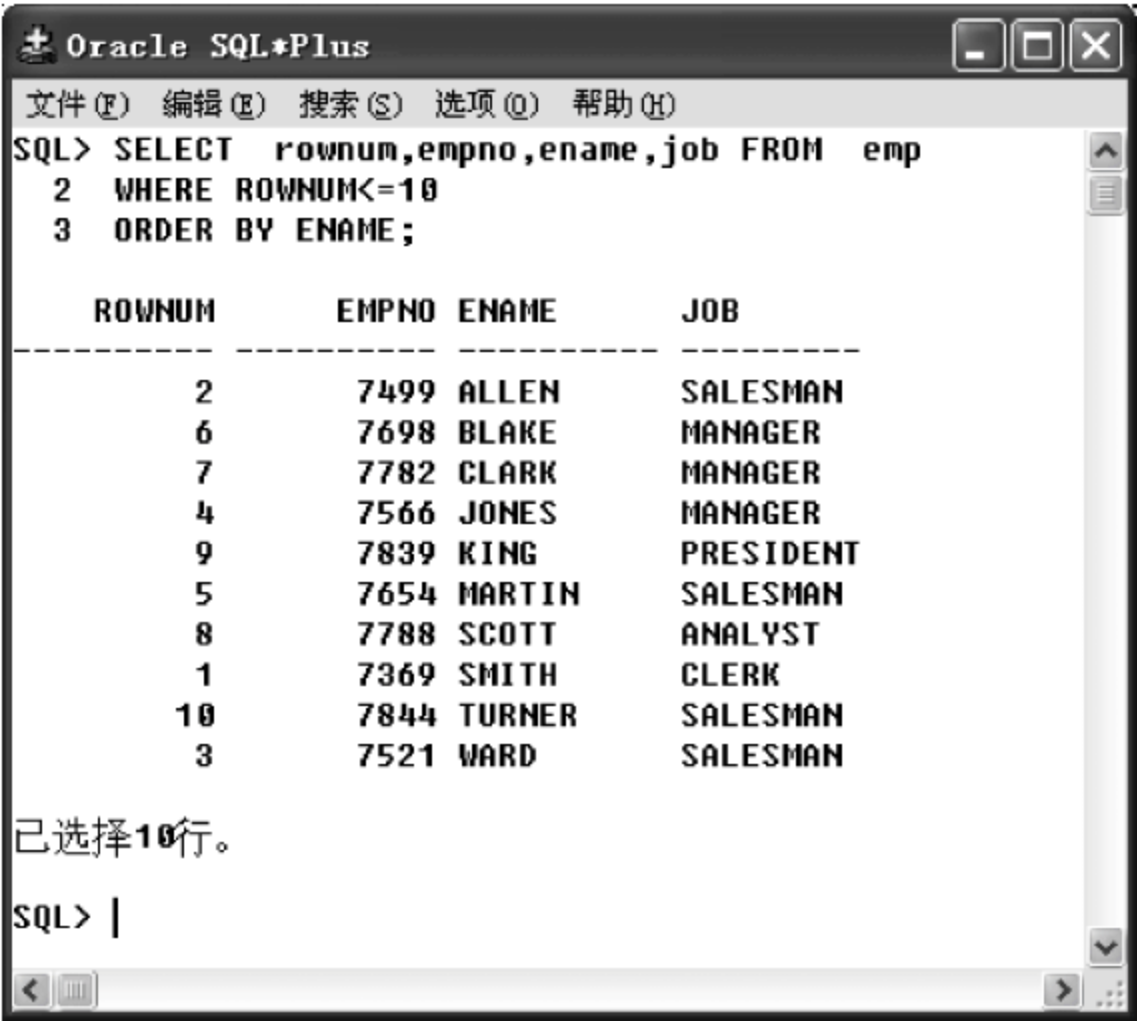 Oracle SQL*Plus
文件(F) 编辑(E) 搜索(S) 选项(O) 帮助(H)
SQL> SELECT  rownum,empno,ename,job FROM  emp
  2  WHERE ROWNUM<=10
  3  ORDER BY ENAME;
    ROWNUM      EMPNO ENAME      JOB
---------- ---------- ---------- ---------
         2       7499 ALLEN      SALESMAN
         6       7698 BLAKE      MANAGER
         7       7782 CLARK      MANAGER
         4       7566 JONES      MANAGER
         9       7839 KING       PRESIDENT
         5       7654 MARTIN     SALESMAN
         8       7788 SCOTT      ANALYST
         1       7369 SMITH      CLERK
        10       7844 TURNER     SALESMAN
         3       7521 WARD       SALESMAN
已选择10行。
SQL>